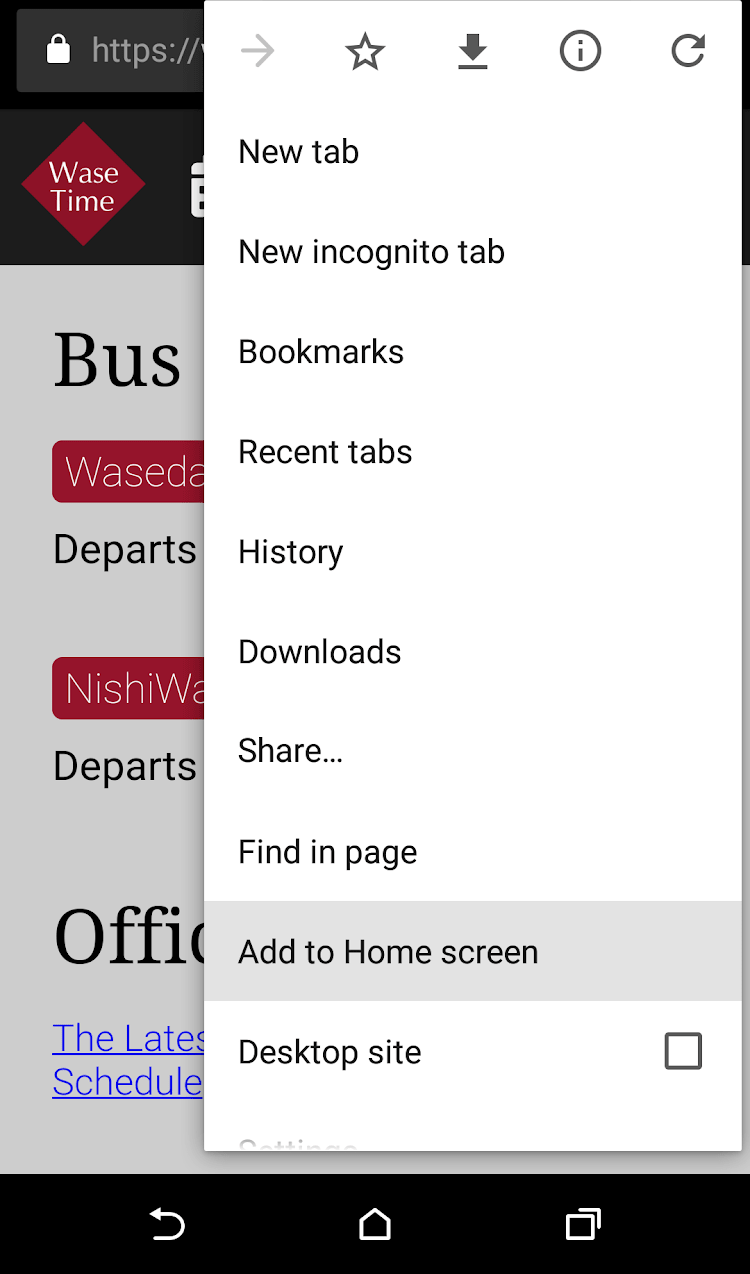 https://
Wase
Time
Bus
Waseda
Departs
NishiWa
Departs
Offic
The Lates
Schedule
New tab
New incognito tab
Bookmarks
Recent tabs
History
Downloads
Share...
Find in page
Add to Home screen
Desktop site
Settings